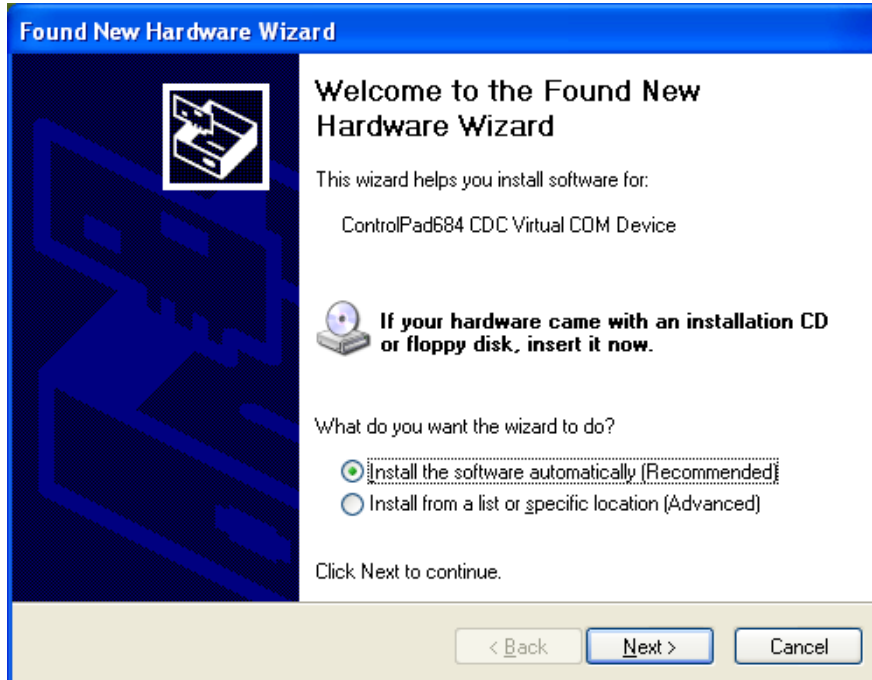 Found New Hardware Wizard
Welcome to the Found New
Hardware Wizard
This wizard helps you install software for:
ControlPad684 CDC Virtual COM Device
If your hardware came with an installation CD
or floppy disk, insert it now.
What do you want the wizard to do?
Install the software automatically (Recommended)
Install from a list or specific location (Advanced)
Click Next to continue.
< Back Next > Cancel